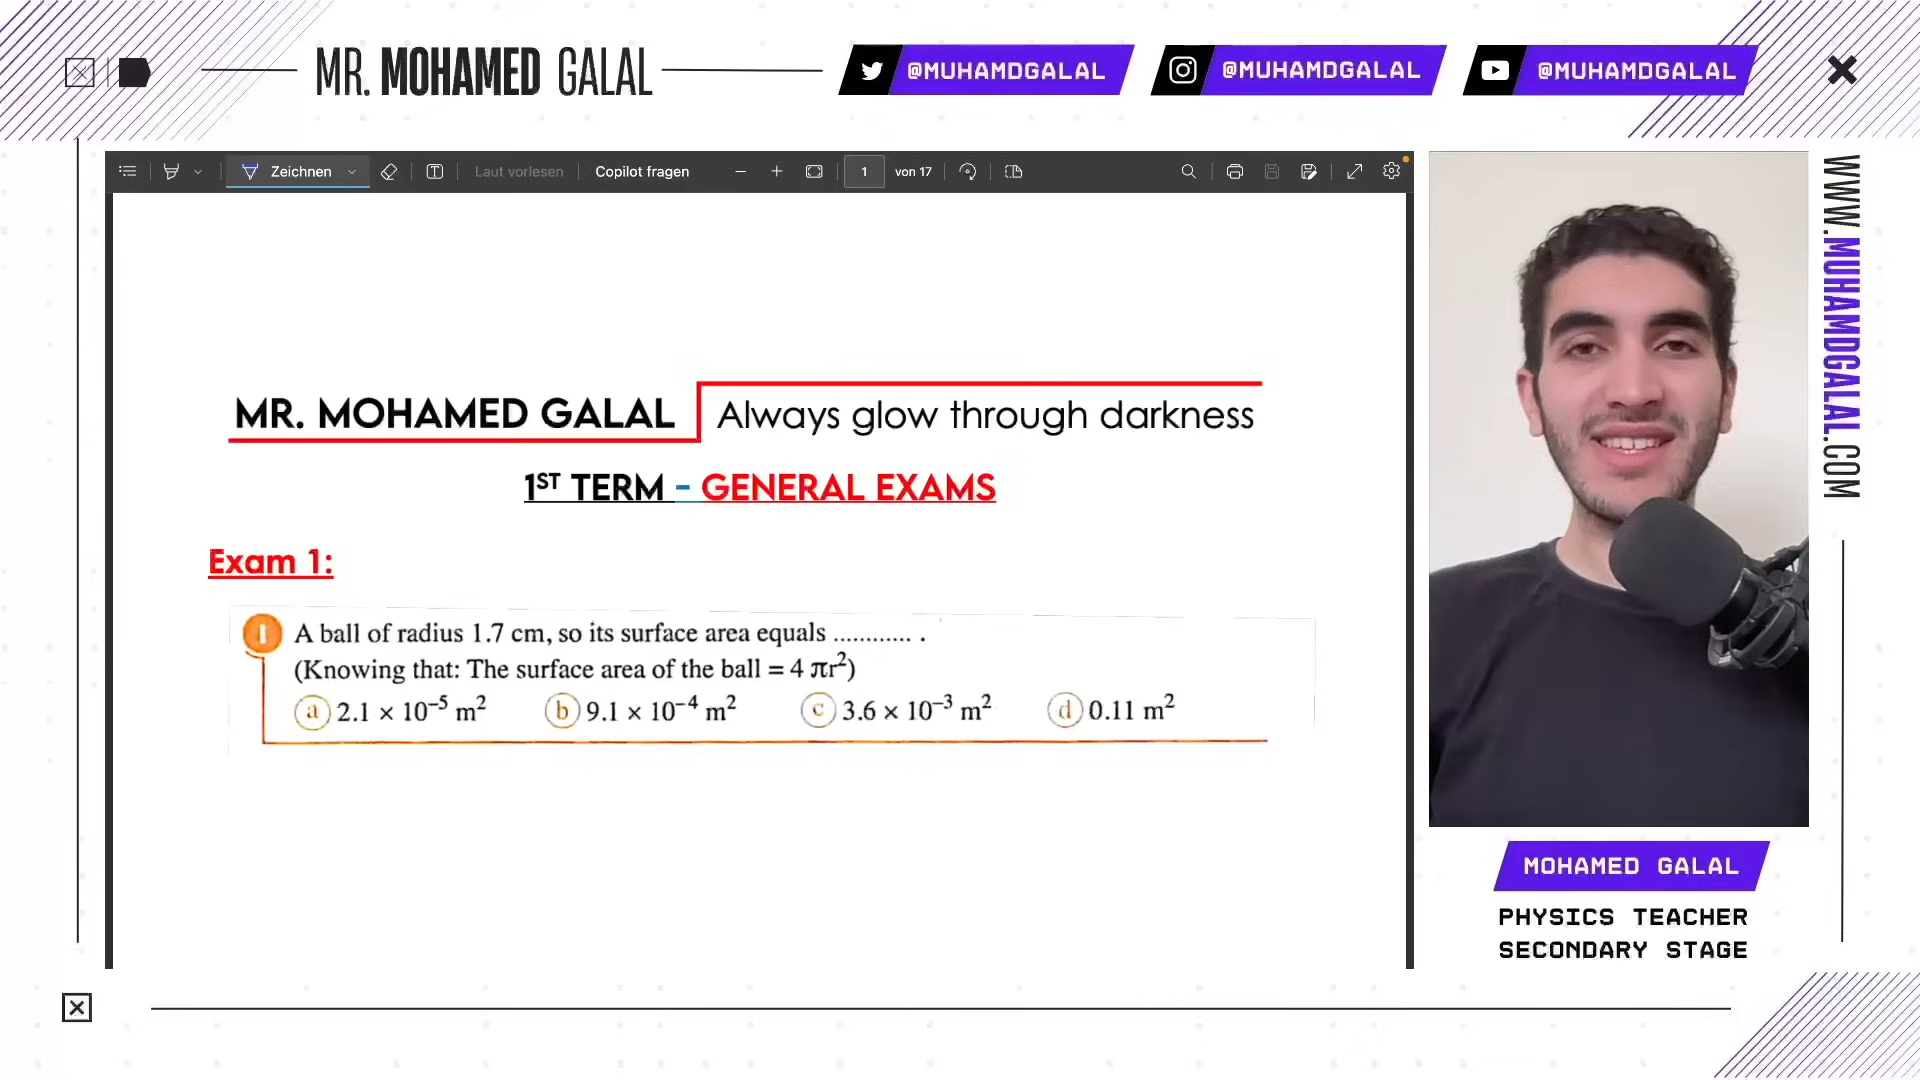 MR. MOHAMED GALAL
@MUHAMDGALAL
@MUHAMDGALAL
@MUHAMDGALAL
Zeichnen
Laut vorlesen
Copilot fragen
1
von 17
MR. MOHAMED GALAL
Always glow through darkness
1ST TERM - GENERAL EXAMS
Exam 1:
1 A ball of radius 1.7 cm, so its surface area equals ............ .
(Knowing that: The surface area of the ball = 4 πr²)
a 2.1 × 10⁻⁵ m² b 9.1 × 10⁻⁴ m² c 3.6 × 10⁻³ m² d 0.11 m²
WWW.MUHAMDGALAL.COM
MOHAMED GALAL
PHYSICS TEACHER
SECONDARY STAGE